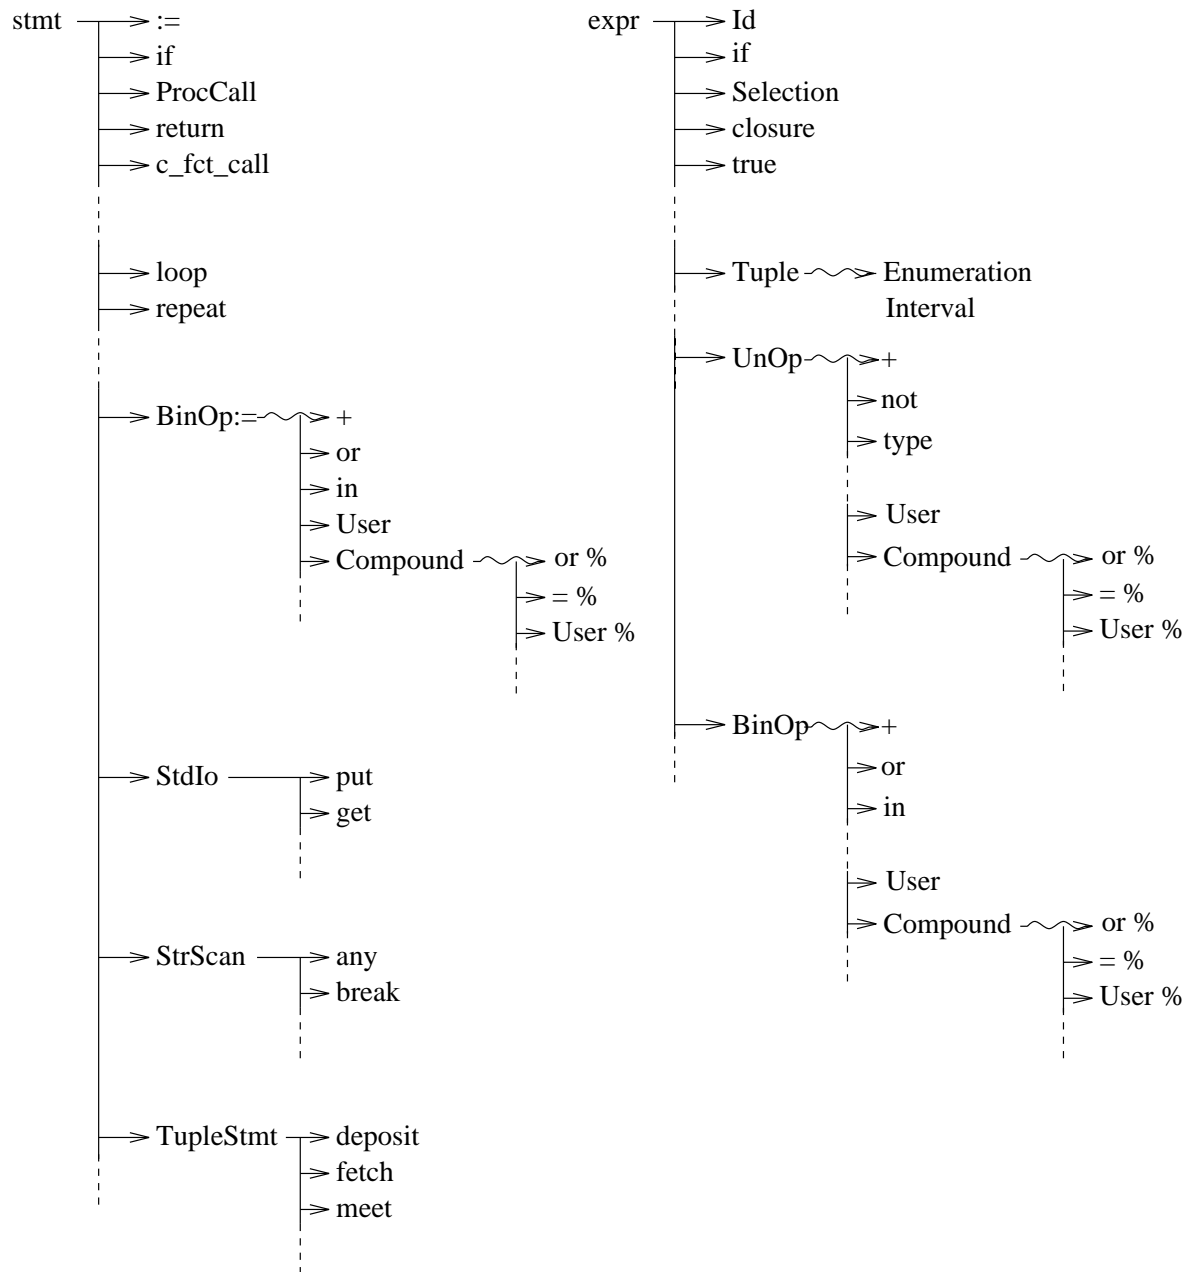 stmt
:=
if
ProcCall
return
c_fct_call
loop
repeat
BinOp:=
+
or
in
User
Compound
or %
= %
User %
StdIo
put
get
StrScan
any
break
TupleStmt
deposit
fetch
meet
expr
Id
if
Selection
closure
true
Tuple
Enumeration
Interval
UnOp
+
not
type
User
Compound
or %
= %
User %
BinOp
+
or
in
User
Compound
or %
= %
User %